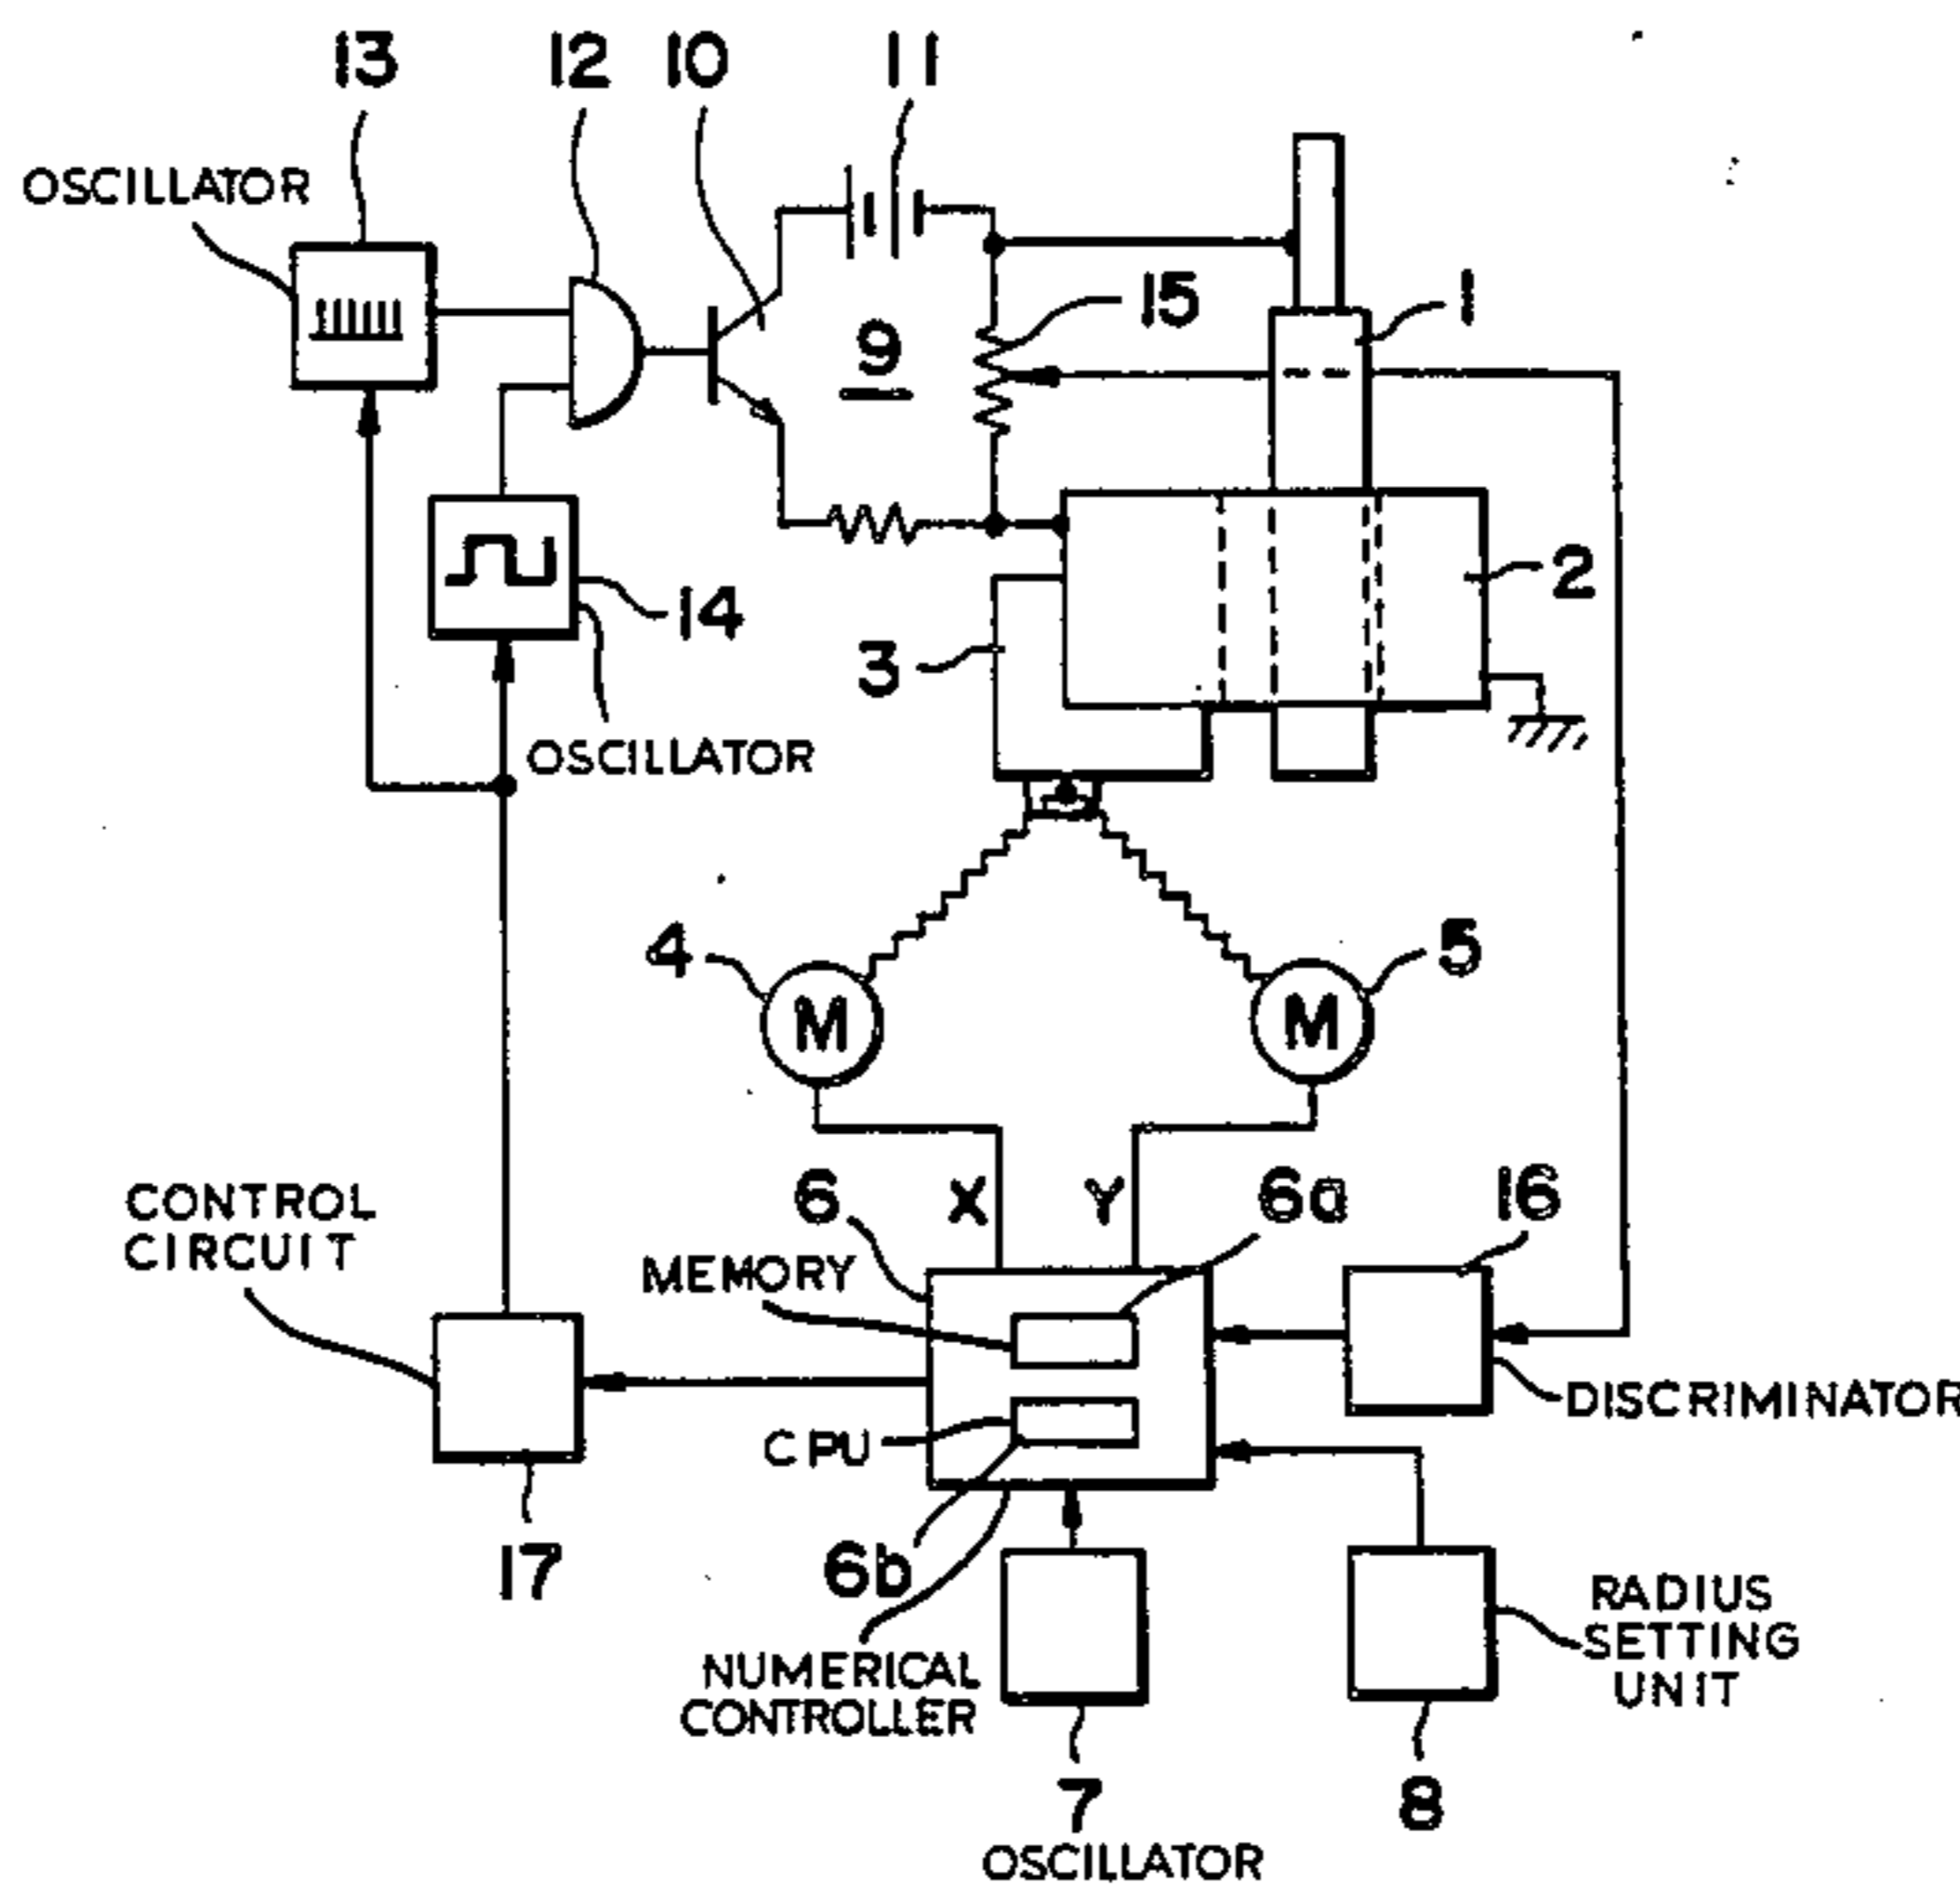 13
12
10
11
OSCILLATOR
15
1
9
14
2
3
OSCILLATOR
4
5
M
M
CONTROL
CIRCUIT
6
X
Y
6a
16
MEMORY
DISCRIMINATOR
CPU
17
6b
NUMERICAL
CONTROLLER
RADIUS
SETTING
UNIT
7
8
OSCILLATOR